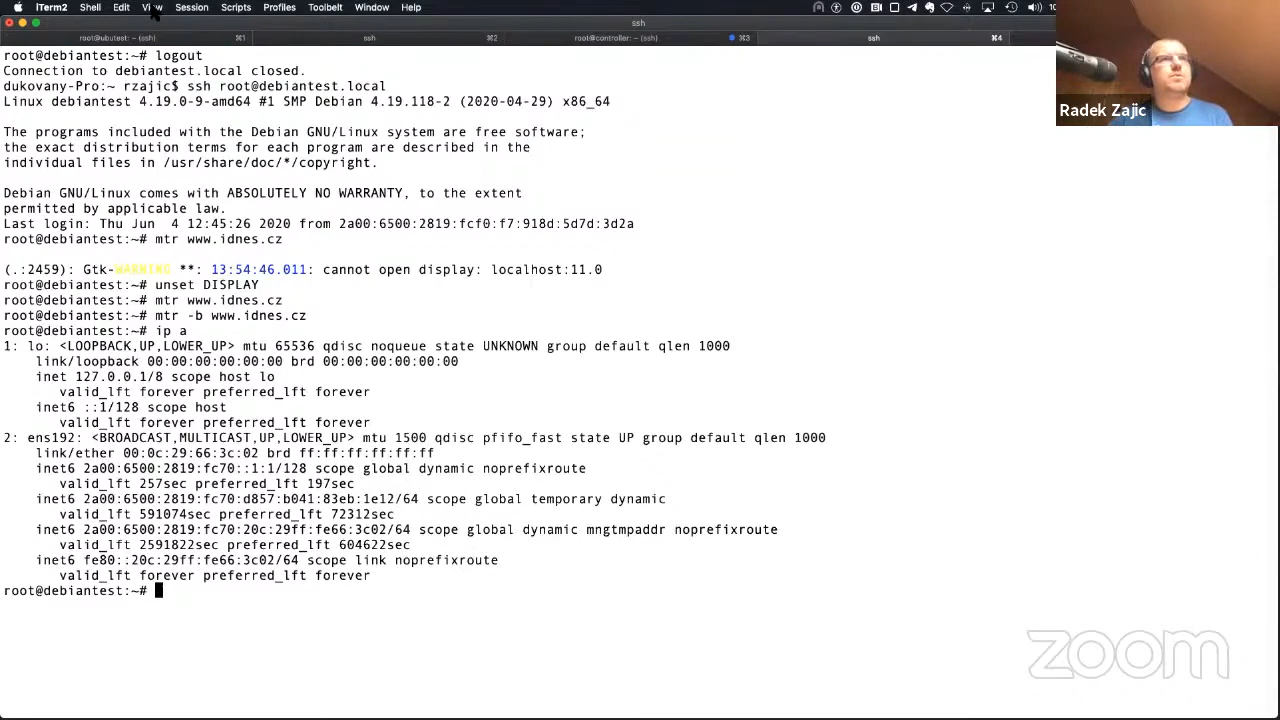 iTerm2 Shell Edit View Session Scripts Profiles Toolbelt Window Help
ssh
root@ubutest: ~ (ssh) ⌘1 ssh ⌘2 root@controller: ~ (ssh) ⌘3 ssh ⌘4
root@debiantest:~# logout
Connection to debiantest.local closed.
dukovany-Pro:~ rzajic$ ssh root@debiantest.local
Linux debiantest 4.19.0-9-amd64 #1 SMP Debian 4.19.118-2 (2020-04-29) x86_64
The programs included with the Debian GNU/Linux system are free software;
the exact distribution terms for each program are described in the
individual files in /usr/share/doc/*/copyright.
Debian GNU/Linux comes with ABSOLUTELY NO WARRANTY, to the extent
permitted by applicable law.
Last login: Thu Jun  4 12:45:26 2020 from 2a00:6500:2819:fcf0:f7:918d:5d7d:3d2a
root@debiantest:~# mtr www.idnes.cz
(.:2459): Gtk-WARNING **: 13:54:46.011: cannot open display: localhost:11.0
root@debiantest:~# unset DISPLAY
root@debiantest:~# mtr www.idnes.cz
root@debiantest:~# mtr -b www.idnes.cz
root@debiantest:~# ip a
1: lo: <LOOPBACK,UP,LOWER_UP> mtu 65536 qdisc noqueue state UNKNOWN group default qlen 1000
link/loopback 00:00:00:00:00:00 brd 00:00:00:00:00:00
inet 127.0.0.1/8 scope host lo
valid_lft forever preferred_lft forever
inet6 ::1/128 scope host
valid_lft forever preferred_lft forever
2: ens192: <BROADCAST,MULTICAST,UP,LOWER_UP> mtu 1500 qdisc pfifo_fast state UP group default qlen 1000
link/ether 00:0c:29:66:3c:02 brd ff:ff:ff:ff:ff:ff
inet6 2a00:6500:2819:fc70::1:1/128 scope global dynamic noprefixroute
valid_lft 257sec preferred_lft 197sec
inet6 2a00:6500:2819:fc70:d857:b041:83eb:1e12/64 scope global temporary dynamic
valid_lft 591074sec preferred_lft 72312sec
inet6 2a00:6500:2819:fc70:20c:29ff:fe66:3c02/64 scope global dynamic mngtmpaddr noprefixroute
valid_lft 2591822sec preferred_lft 604622sec
inet6 fe80::20c:29ff:fe66:3c02/64 scope link noprefixroute
valid_lft forever preferred_lft forever
root@debiantest:~#
Radek Zajic
zoom